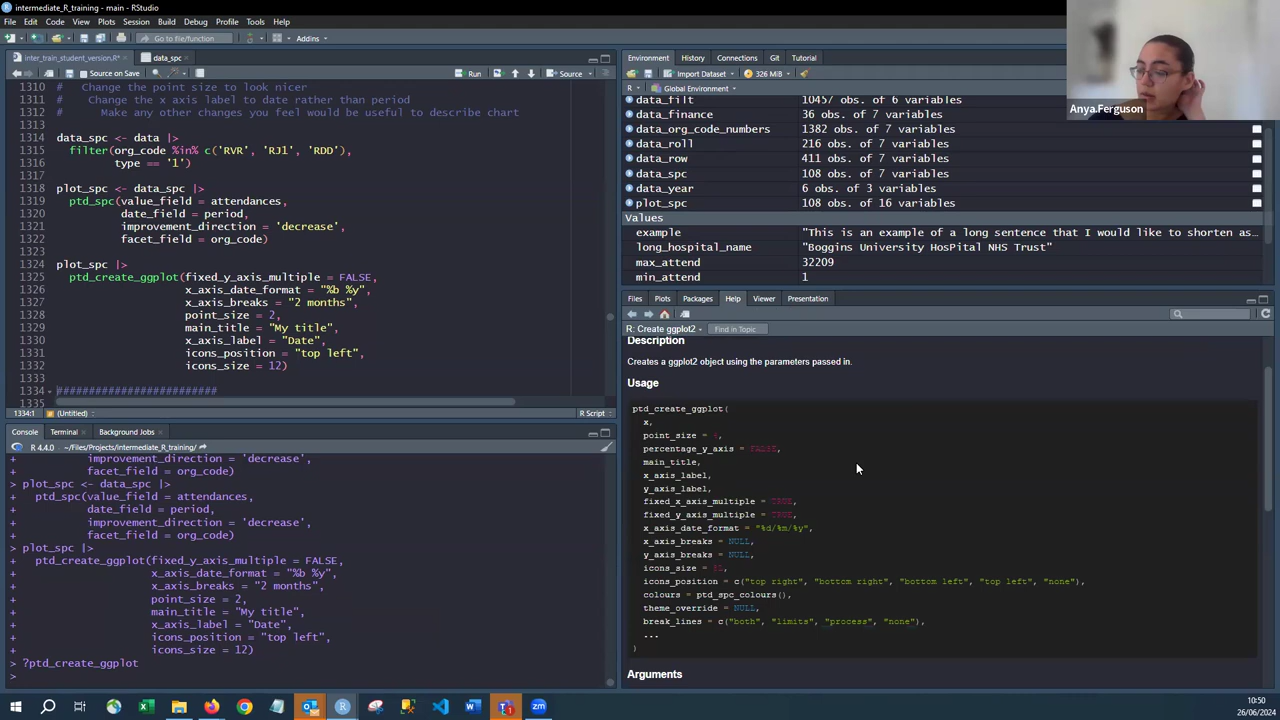 intermediate_R_training - main - RStudio
File Edit Code View Plots Session Build Debug Profile Tools Help
Go to file/function Addins
inter_train_student_version.R* data_spc
Source on Save Run Source
1310 # Change the point size to look nicer
1311 # Change the x axis label to date rather than period
1312 # Make any other changes you feel would be useful to describe chart
1313
1314 data_spc <- data |>
1315 filter(org_code %in% c('RVR', 'RJ1', 'RDD'),
1316 type == '1')
1317
1318 plot_spc <- data_spc |>
1319 ptd_spc(value_field = attendances,
1320 date_field = period,
1321 improvement_direction = 'decrease',
1322 facet_field = org_code)
1323
1324 plot_spc |>
1325 ptd_create_ggplot(fixed_y_axis_multiple = FALSE,
1326 x_axis_date_format = "%b %y",
1327 x_axis_breaks = "2 months",
1328 point_size = 2,
1329 main_title = "My title",
1330 x_axis_label = "Date",
1331 icons_position = "top left",
1332 icons_size = 12)
1333
1334 #########################
1335
1334:1 (Untitled) R Script
Console Terminal Background Jobs
R 4.4.0 · ~/Files/Projects/intermediate_R_training/
+ improvement_direction = 'decrease',
+ facet_field = org_code)
> plot_spc <- data_spc |>
+ ptd_spc(value_field = attendances,
+ date_field = period,
+ improvement_direction = 'decrease',
+ facet_field = org_code)
> plot_spc |>
+ ptd_create_ggplot(fixed_y_axis_multiple = FALSE,
+ x_axis_date_format = "%b %y",
+ x_axis_breaks = "2 months",
+ point_size = 2,
+ main_title = "My title",
+ x_axis_label = "Date",
+ icons_position = "top left",
+ icons_size = 12)
> ?ptd_create_ggplot
>
Environment History Connections Git Tutorial
Import Dataset 326 MiB
R Global Environment
data_filt 10457 obs. of 6 variables
data_finance 36 obs. of 7 variables
data_org_code_numbers 1382 obs. of 7 variables
data_roll 216 obs. of 7 variables
data_row 411 obs. of 7 variables
data_spc 108 obs. of 7 variables
data_year 6 obs. of 3 variables
plot_spc 108 obs. of 16 variables
Values
example "This is an example of a long sentence that I would like to shorten as…
long_hospital_name "Boggins University HosPital NHS Trust"
max_attend 32209
min_attend 1
Files Plots Packages Help Viewer Presentation
R: Create ggplot2 Find in Topic
Description
Creates a ggplot2 object using the parameters passed in.
Usage
ptd_create_ggplot(
x,
point_size = 4,
percentage_y_axis = FALSE,
main_title,
x_axis_label,
y_axis_label,
fixed_x_axis_multiple = TRUE,
fixed_y_axis_multiple = TRUE,
x_axis_date_format = "%d/%m/%y",
x_axis_breaks = NULL,
y_axis_breaks = NULL,
icons_size =
icons_position = c("top right", "bottom right", "bottom left", "top left", "none"),
colours = ptd_spc_colours(),
theme_override = NULL,
break_lines = c("both", "limits", "process", "none"),
...
)
Arguments
Anya.Ferguson
10:50
26/06/2024